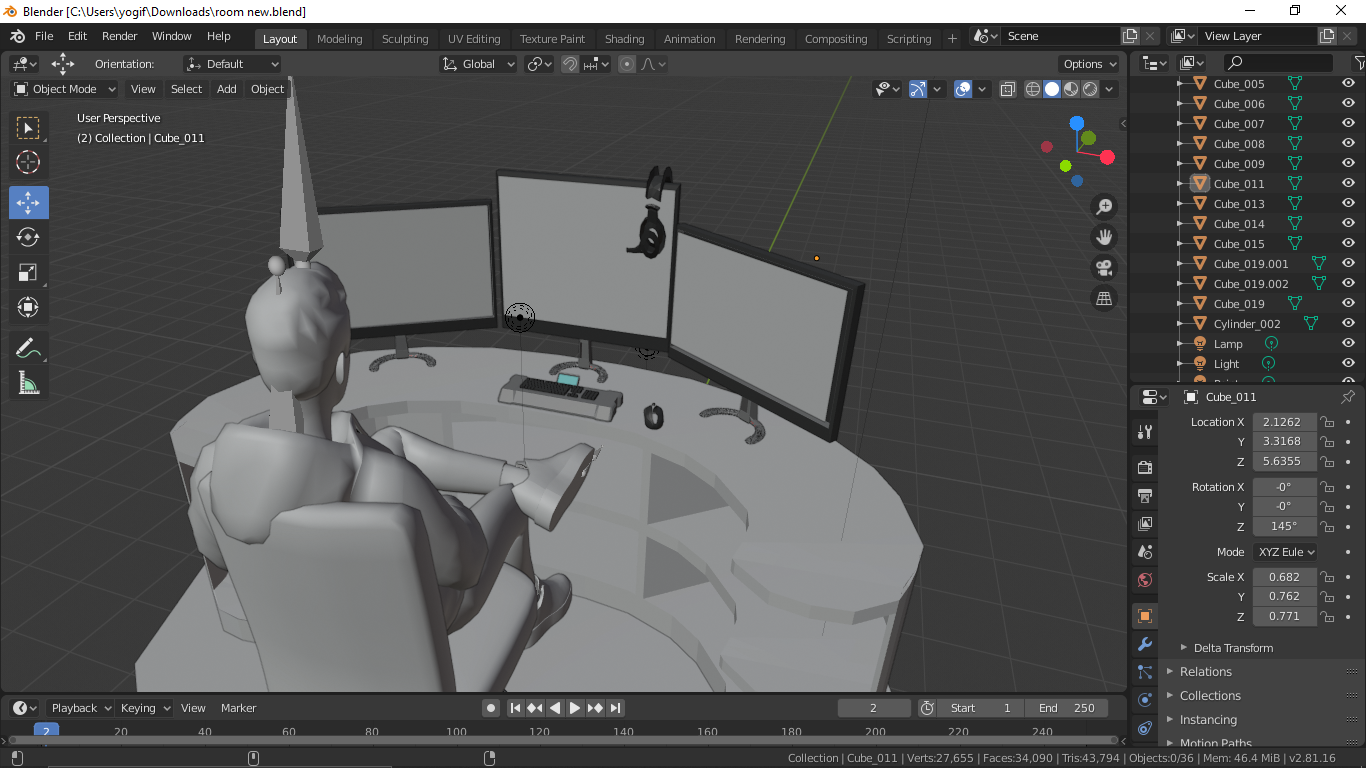 Blender [C:\Users\yogif\Downloads\room new.blend]
File Edit Render Window Help Layout Modeling Sculpting UV Editing Texture Paint Shading Animation Rendering Compositing Scripting + Scene View Layer
Orientation: Default Global Options
Object Mode View Select Add Object
User Perspective
(2) Collection | Cube_011
Cube_005
Cube_006
Cube_007
Cube_008
Cube_009
Cube_011
Cube_013
Cube_014
Cube_015
Cube_019.001
Cube_019.002
Cube_019
Cylinder_002
Lamp
Light
Cube_011
Location X 2.1262
Y 3.3168
Z 5.6355
Rotation X -0°
Y -0°
Z 145°
Mode XYZ Eule
Scale X 0.682
Y 0.762
Z 0.771
Delta Transform
Relations
Collections
Instancing
Motion Paths
Playback Keying View Marker 2 Start 1 End 250
2 20 40 60 80 100 120 140 160 180 200 220 240
Collection | Cube_011 | Verts:27,655 | Faces:34,090 | Tris:43,794 | Objects:0/36 | Mem: 46.4 MiB | v2.81.16